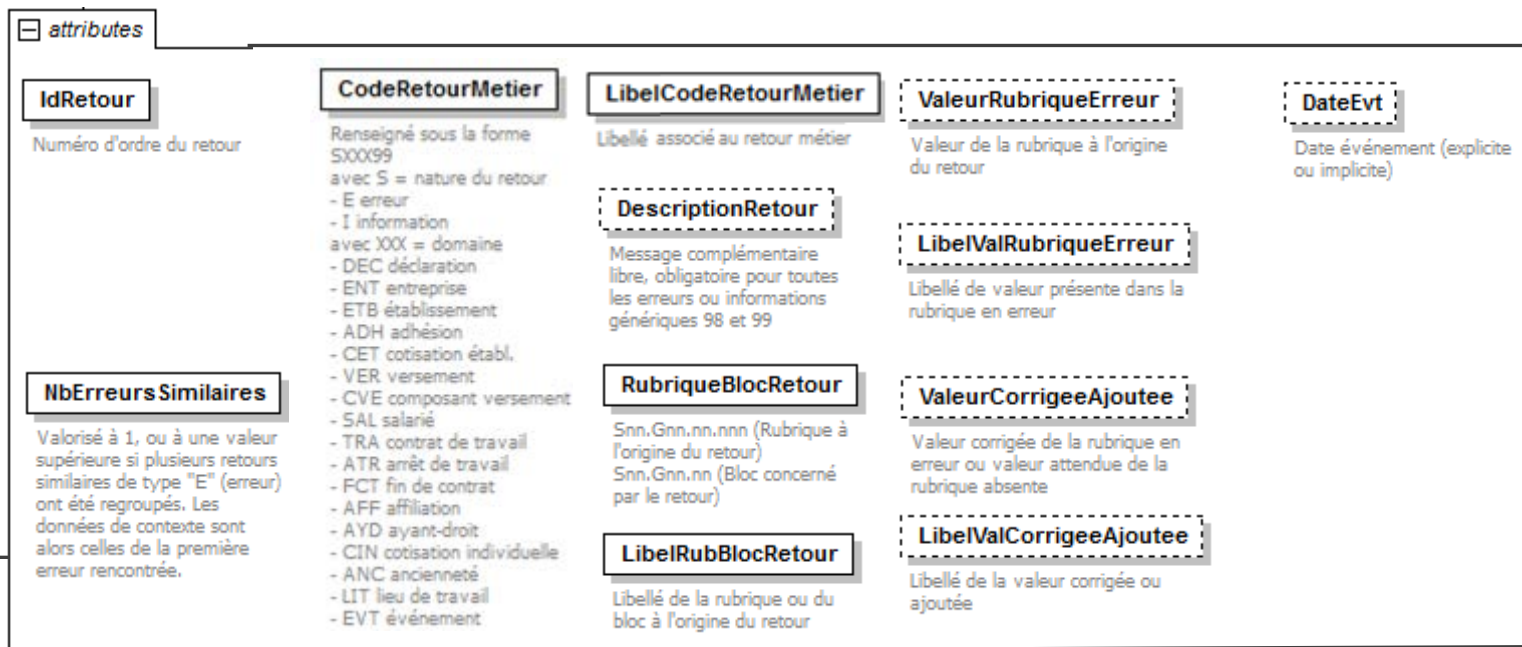 attributes
IdRetour
Numéro d'ordre du retour
NbErreursSimilaires
Valorisé à 1, ou à une valeur
supérieure si plusieurs retours
similaires de type "E" (erreur)
ont été regroupés. Les
données de contexte sont
alors celles de la première
erreur rencontrée.
CodeRetourMetier
Renseigné sous la forme
SXXX99
avec S = nature du retour
- E erreur
- I information
avec XXX = domaine
- DEC déclaration
- ENT entreprise
- ETB établissement
- ADH adhésion
- CET cotisation établ.
- VER versement
- CVE composant versement
- SAL salarié
- TRA contrat de travail
- ATR arrêt de travail
- FCT fin de contrat
- AFF affiliation
- AYD ayant-droit
- CIN cotisation individuelle
- ANC ancienneté
- LIT lieu de travail
- EVT événement
LibelCodeRetourMetier
Libellé associé au retour métier
DescriptionRetour
Message complémentaire
libre, obligatoire pour toutes
les erreurs ou informations
génériques 98 et 99
RubriqueBlocRetour
Snn.Gnn.nn.nnn (Rubrique à
l'origine du retour)
Snn.Gnn.nn (Bloc concerné
par le retour)
LibelRubBlocRetour
Libellé de la rubrique ou du
bloc à l'origine du retour
ValeurRubriqueErreur
Valeur de la rubrique à l'origine
du retour
LibelValRubriqueErreur
Libellé de valeur présente dans la
rubrique en erreur
ValeurCorrigeeAjoutee
Valeur corrigée de la rubrique en
erreur ou valeur attendue de la
rubrique absente
LibelValCorrigeeAjoutee
Libellé de la valeur corrigée ou
ajoutée
DateEvt
Date événement (explicite
ou implicite)